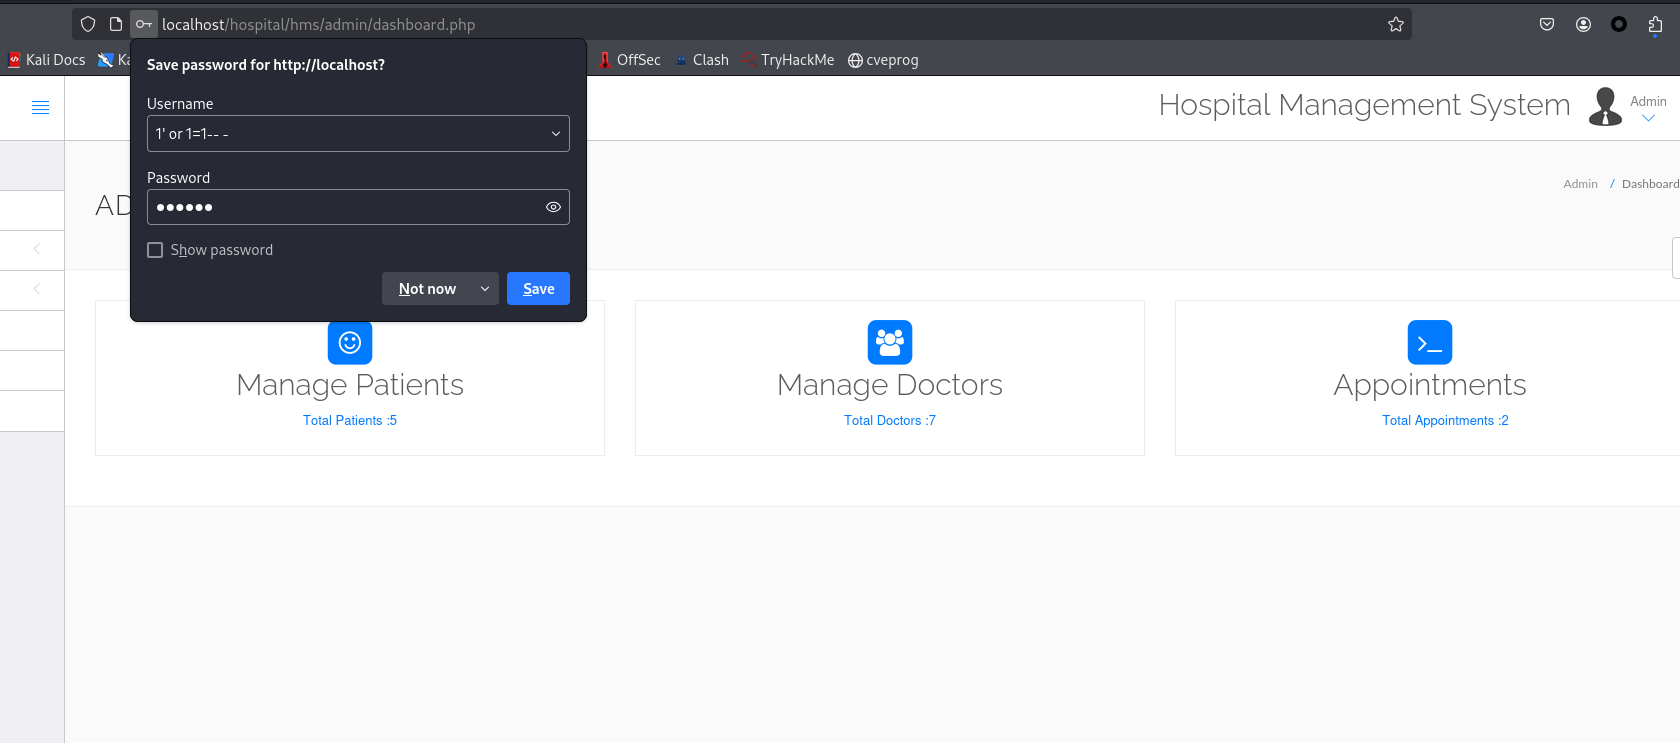 localhost/hospital/hms/admin/dashboard.php
Kali Docs
OffSec
Clash
TryHackMe
cveprog
Save password for http://localhost?
Username
1' or 1=1-- -
Password
Show password
Not now
Save
Hospital Management System
Admin
Admin / Dashboard
Manage Patients
Total Patients :5
Manage Doctors
Total Doctors :7
Appointments
Total Appointments :2